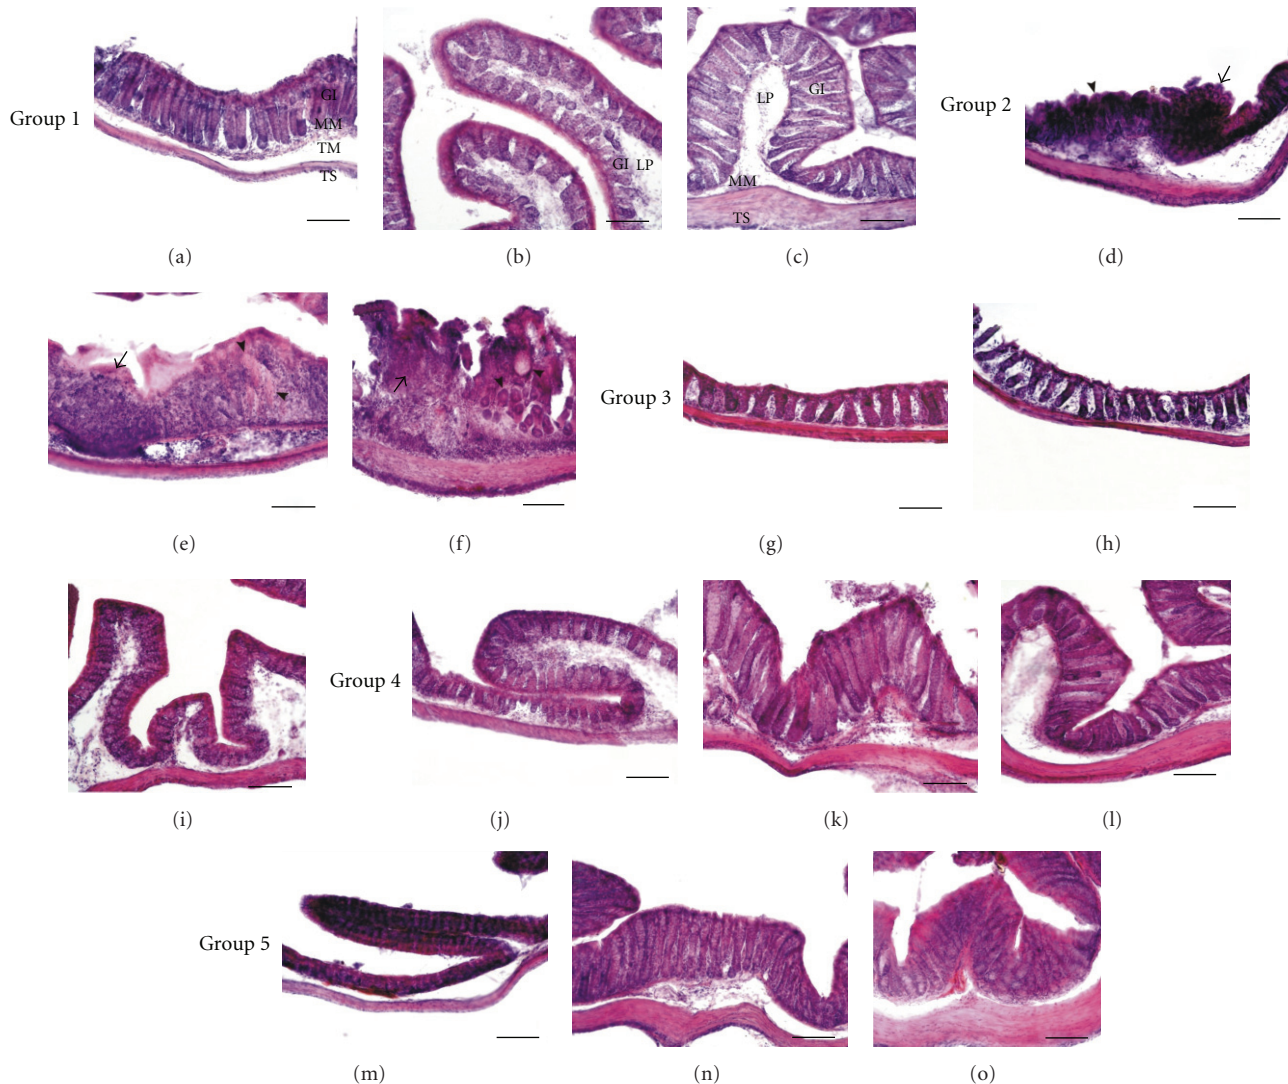 Group 1
GI
MM
TM
TS
(a)
GI LP
(b)
LP
GI
MM
TS
(c)
Group 2
(d)
(e)
(f)
Group 3
(g)
(h)
(i)
Group 4
(j)
(k)
(l)
Group 5
(m)
(n)
(o)